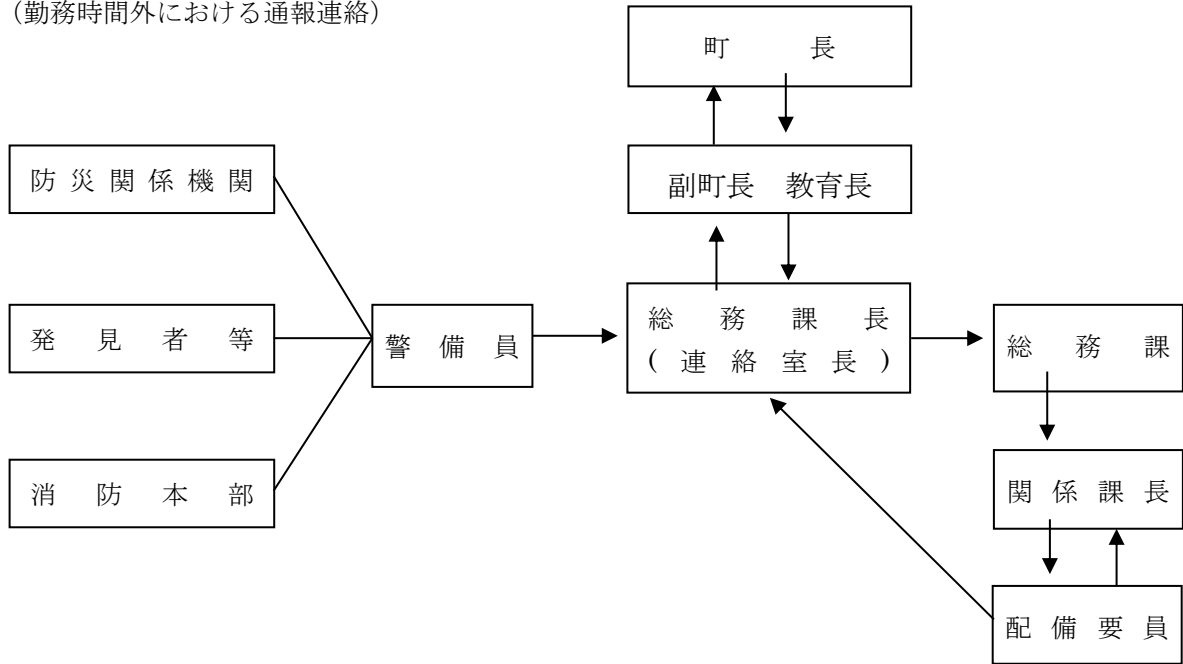 （勤務時間外における通報連絡）
町長
防災関係機関
副町長　教育長
発見者等
警備員
総務課長
（連絡室長）
総務課
消防本部
関係課長
配備要員